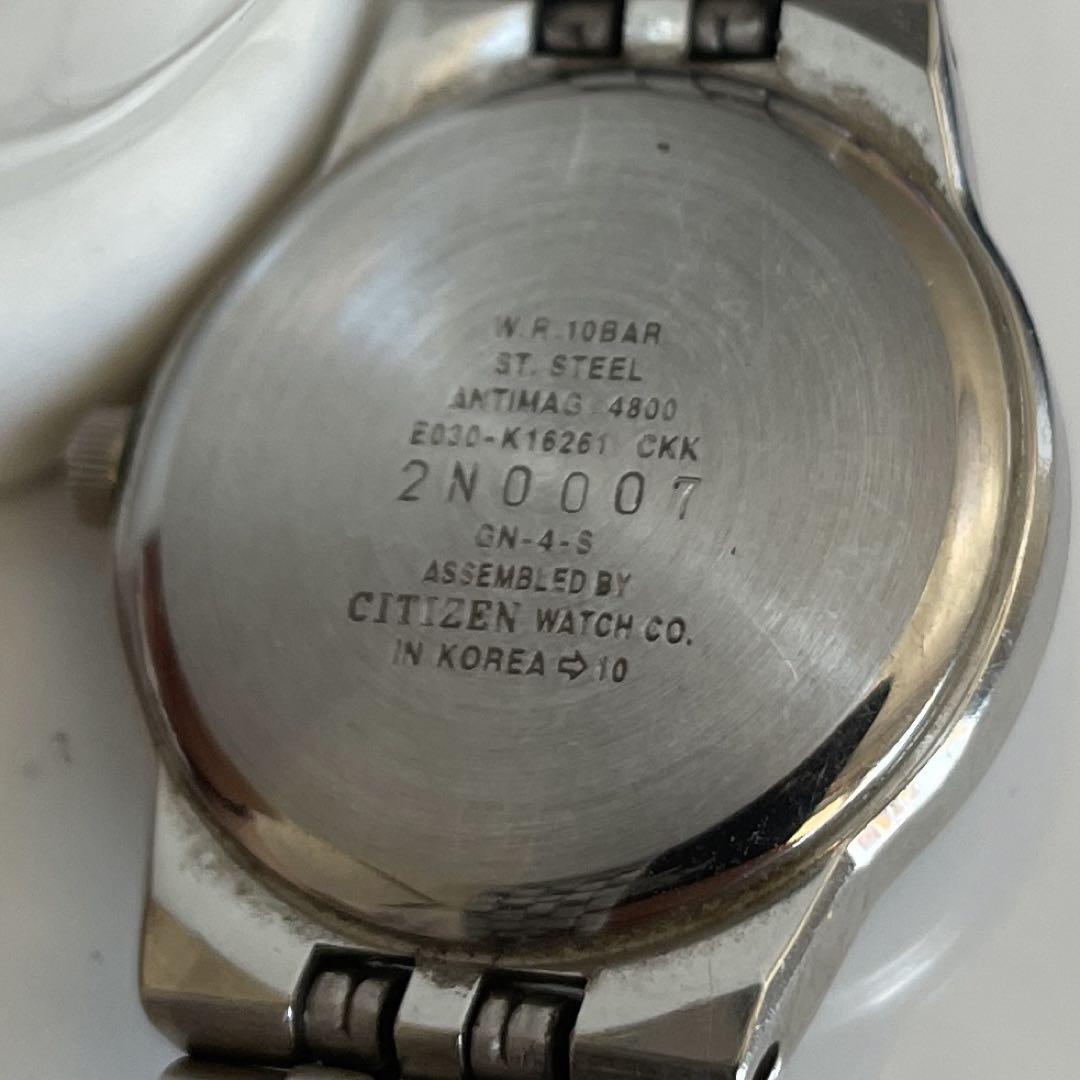 W.R.10BAR
ST. STEEL
ANTIMAG. 4800
E030-K16261 CKK
2N0007
GN-4-S
ASSEMBLED BY
CITIZEN WATCH CO.
IN KOREA ⇨10